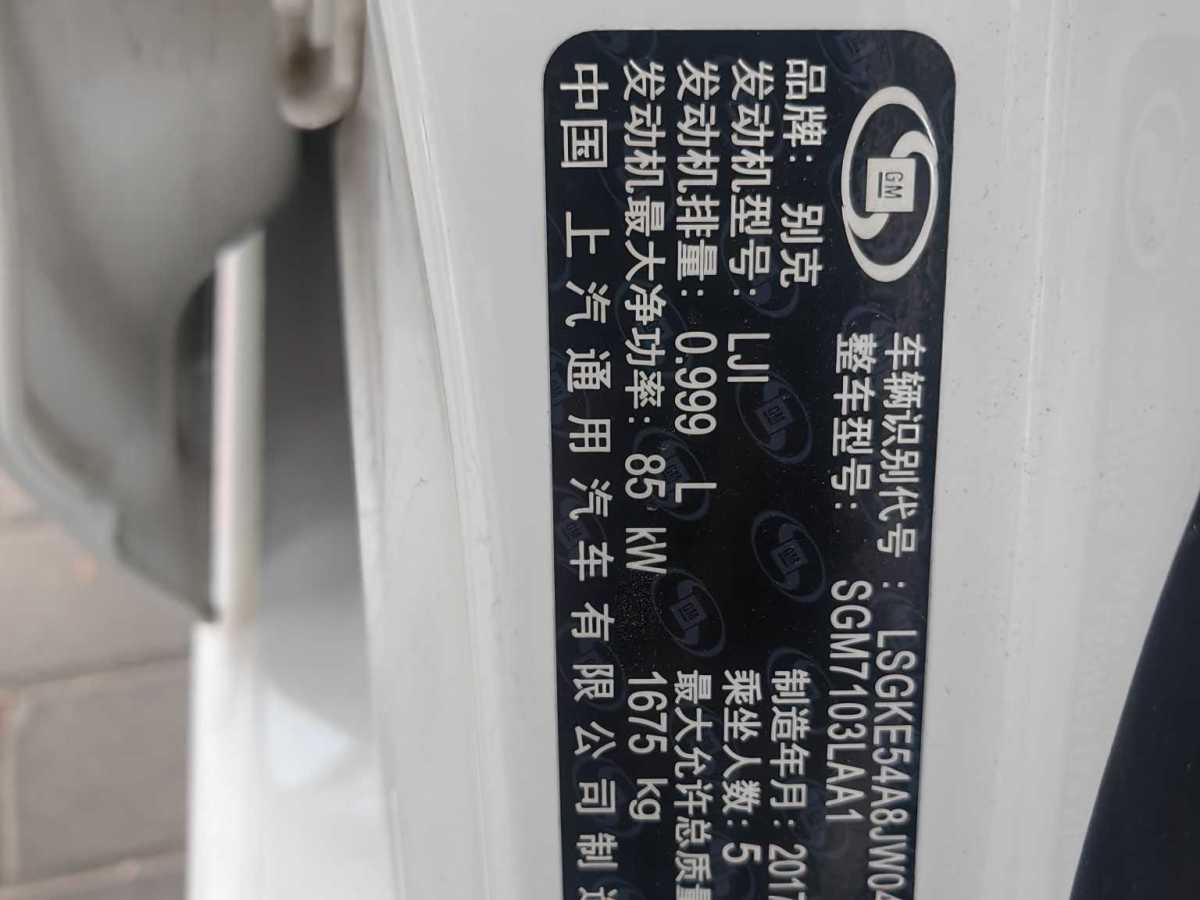 GM
车辆识别代号：LSGKE54A8JW04
整车型号：SGM7103LAA1
品牌：别克 制造年月：2017
发动机型号：LJI 乘坐人数：5
发动机排量：0.999 L 最大允许总质量
发动机最大净功率：85 kW 1675 kg
中国 上汽通用汽车有限公司制造